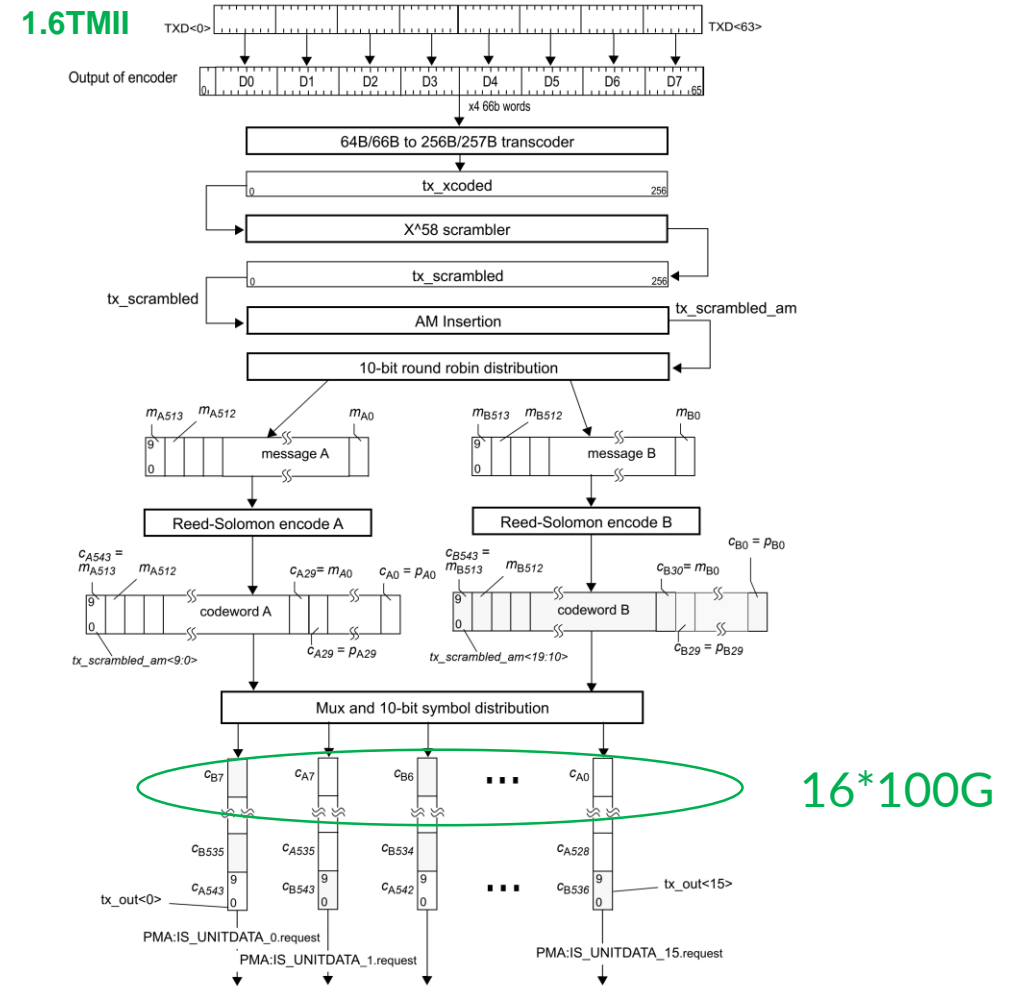 1.6TMII
TXD<0>
TXD<63>
Output of encoder
D0 D1 D2 D3 D4 D5 D6 D7
0 65
x4 66b words
64B/66B to 256B/257B transcoder
tx_xcoded
0 256
X^58 scrambler
tx_scrambled
0 256
tx_scrambled
tx_scrambled_am
AM Insertion
10-bit round robin distribution
mA513 mA512 mA0
mB513 mB512 mB0
9
0
message A
9
0
message B
Reed-Solomon encode A
Reed-Solomon encode B
cA543 =
mA513
mA512
cA29= mA0
cA0 = pA0
cB543 =
mB513
mB512
cB30= mB0
cB0 = pB0
9
0
codeword A
9
0
codeword B
cA29 = pA29
cB29 = pB29
tx_scrambled_am<9:0>
tx_scrambled_am<19:10>
Mux and 10-bit symbol distribution
cB7 cA7 cB6 ... cA0
16*100G
cB535 cA535 cB534 cA528
cA543 9 cB543 9 cA542 9 ... cB536 9
0 0 0 0
tx_out<0>
tx_out<15>
PMA:IS_UNITDATA_0.request
PMA:IS_UNITDATA_1.request
PMA:IS_UNITDATA_15.request